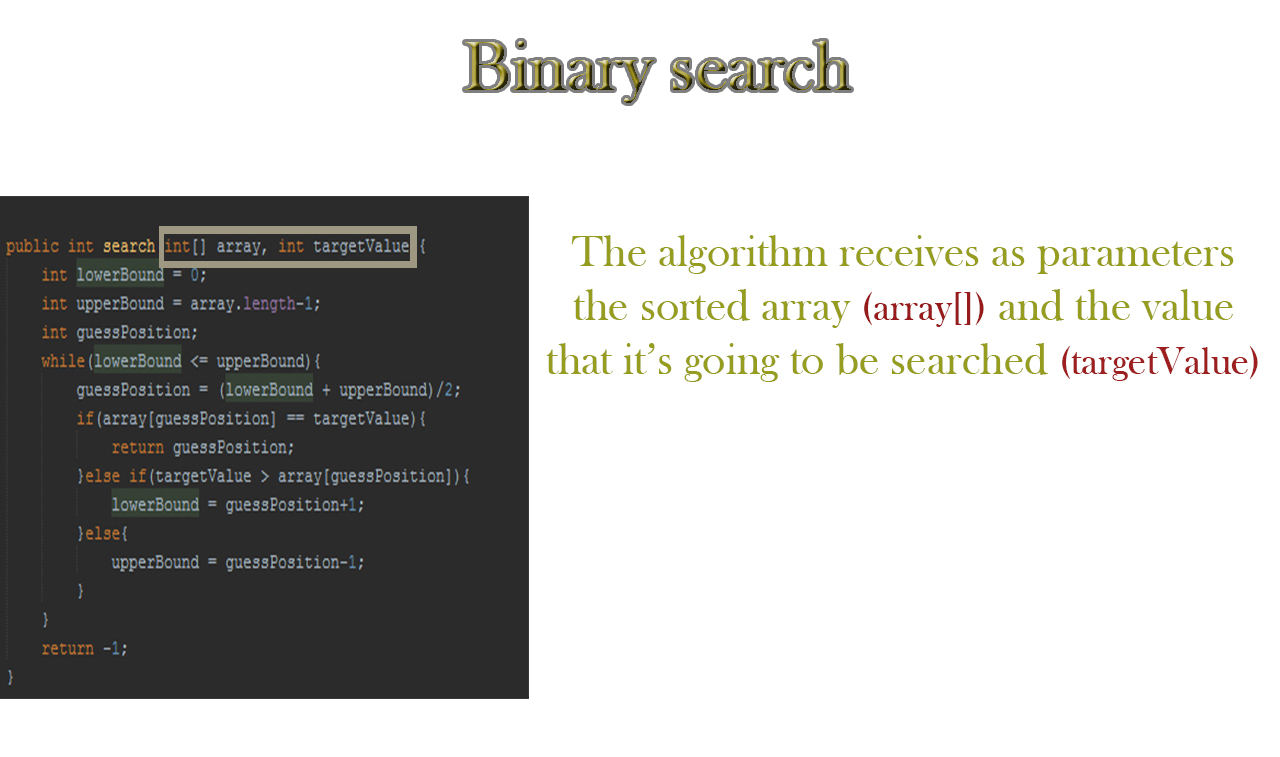 Binary search
public int search int[] array, int targetValue {
int lowerBound = 0;
int upperBound = array.length-1;
int guessPosition;
while(lowerBound <= upperBound){
guessPosition = (lowerBound + upperBound)/2;
if(array[guessPosition] == targetValue){
return guessPosition;
}else if(targetValue > array[guessPosition]){
lowerBound = guessPosition+1;
}else{
upperBound = guessPosition-1;
}
}
return -1;
}
The algorithm receives as parameters
the sorted array (array[]) and the value
that it's going to be searched (targetValue)